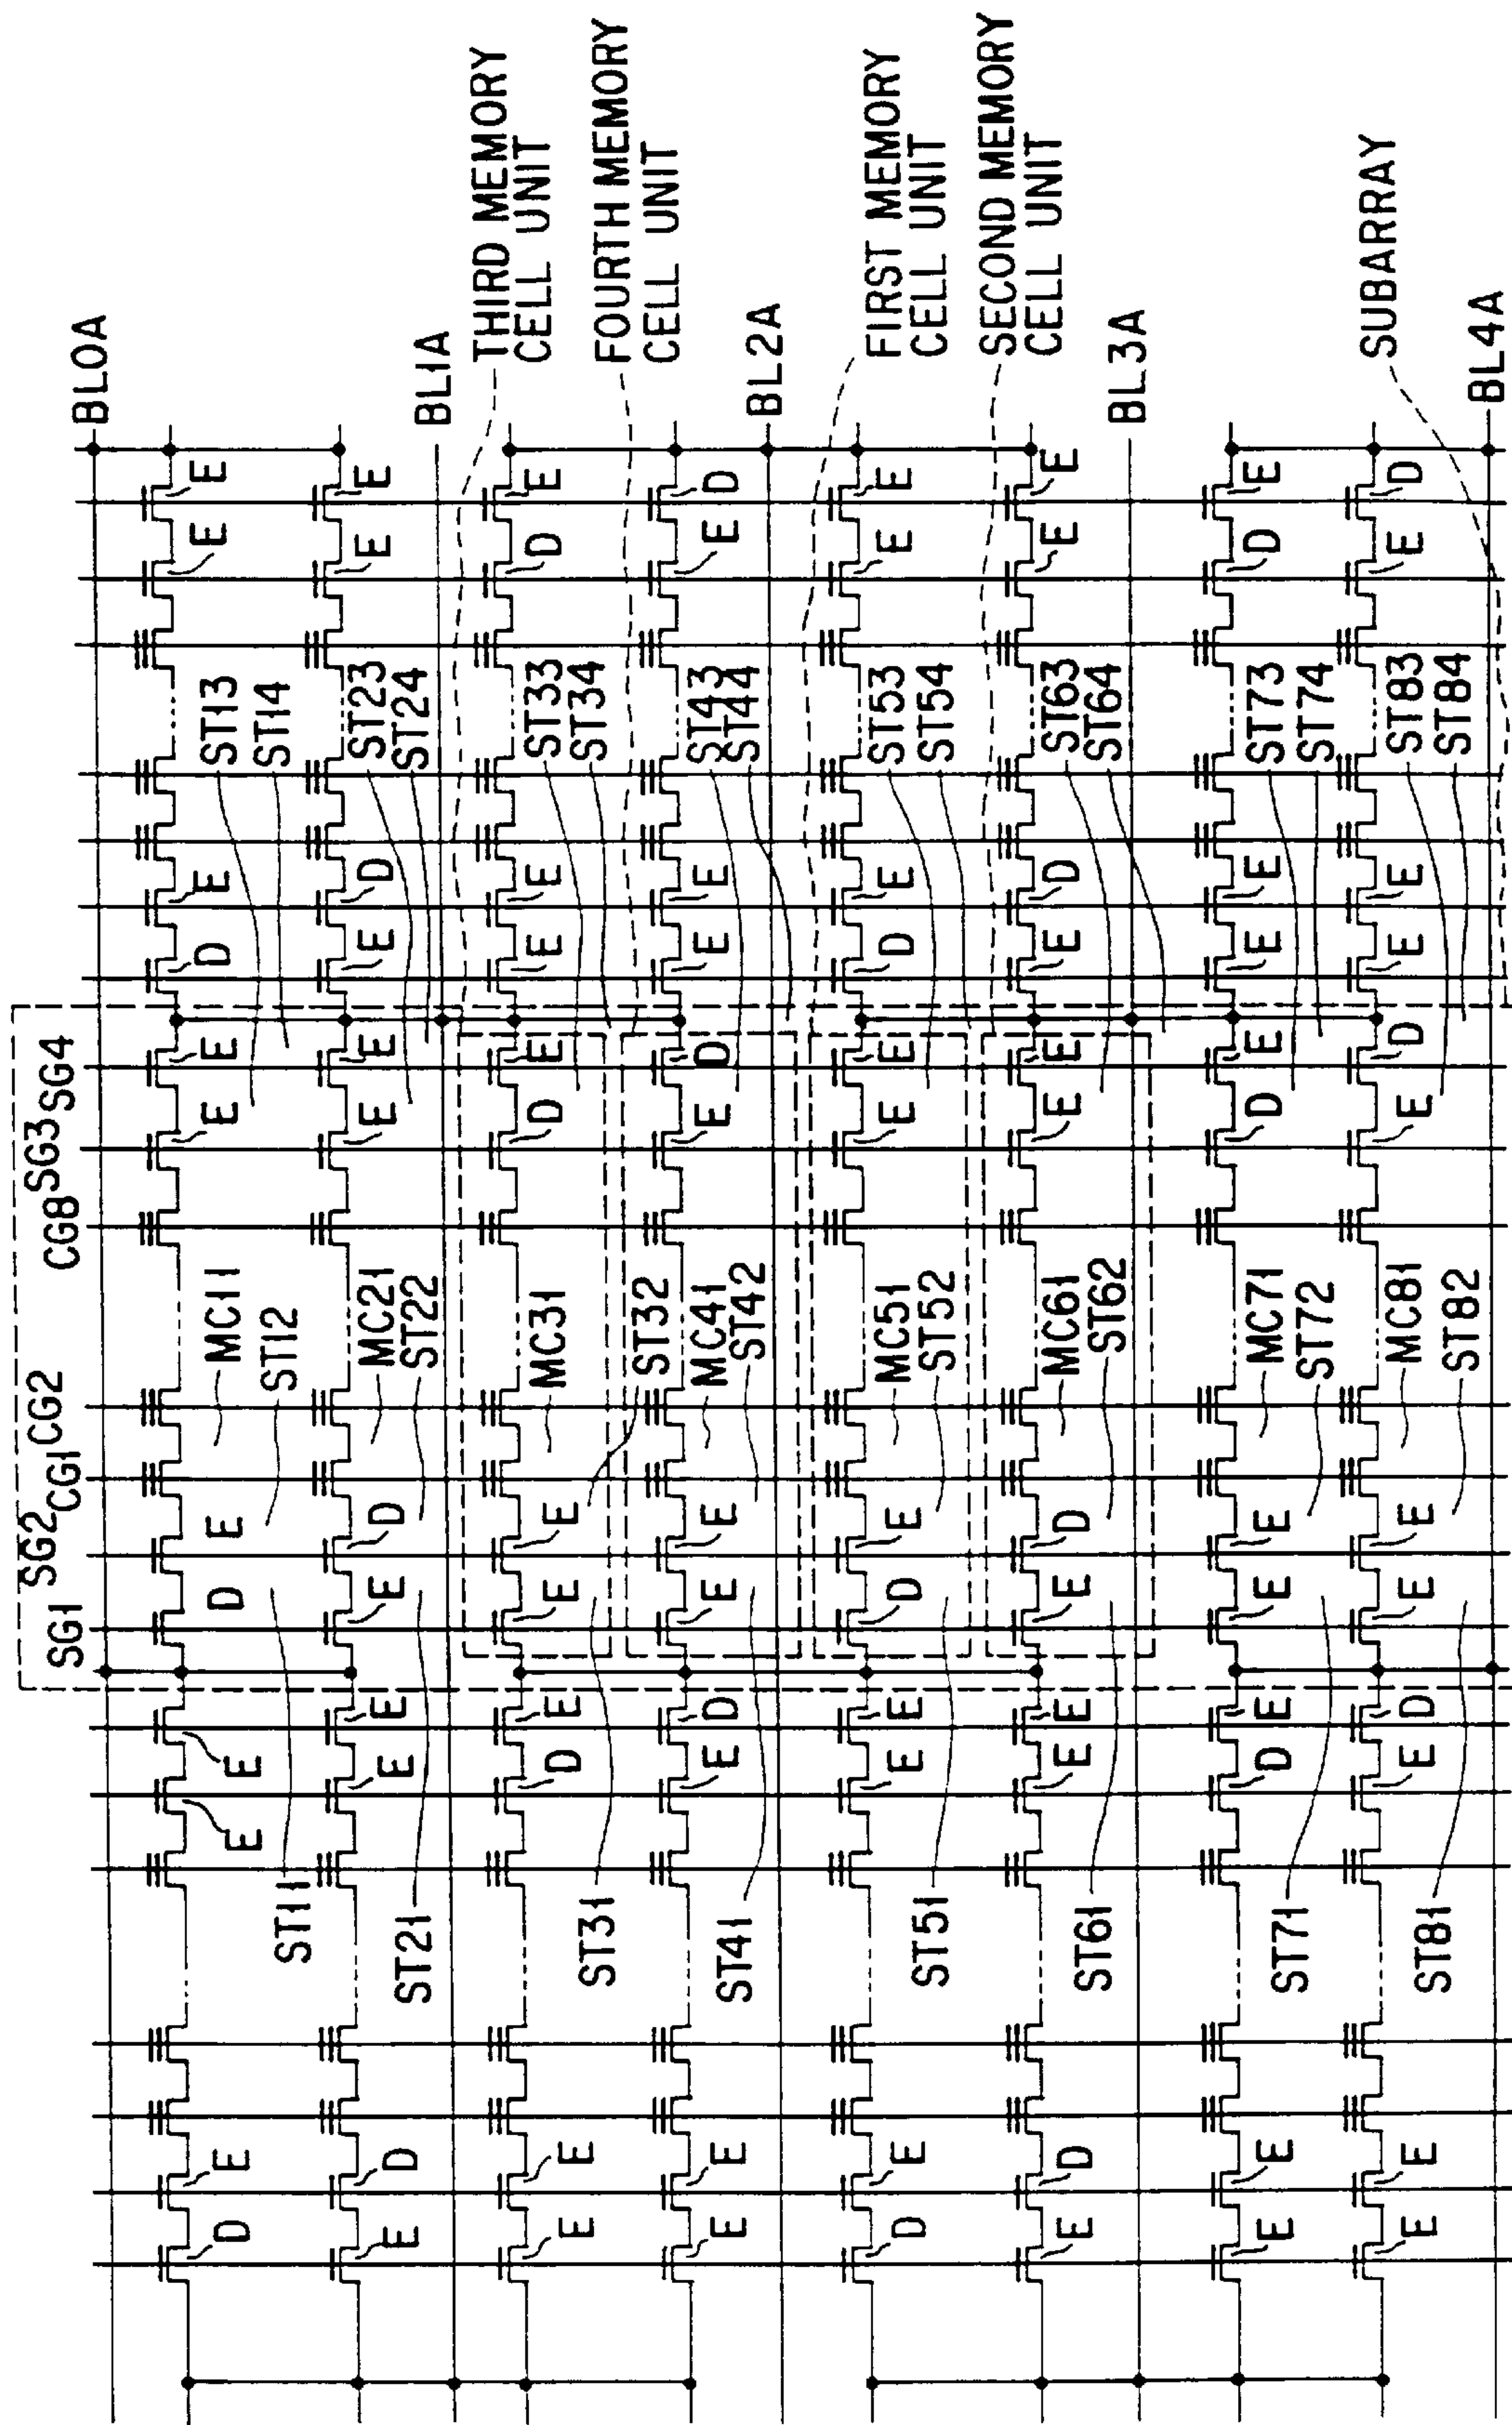 BL0A
BL1A
THIRD MEMORY
CELL UNIT
FOURTH MEMORY
CELL UNIT
BL2A
FIRST MEMORY
CELL UNIT
SECOND MEMORY
CELL UNIT
BL3A
SUBARRAY
BL4A
E E E D E E E D
E E D E E E D E
ST13 ST14
ST23 ST24
ST33 ST34
ST43 ST44
ST53 ST54
ST63 ST64
ST73 ST74
ST83 ST84
E D E E E D E E
D E E E D E E E
SG4
E E E D E E E D
SG3
E E D E E E D E
CG8
MC11 ST12
MC21 ST22
MC31 ST32
MC41 ST42
MC51 ST52
MC61 ST62
MC71 ST72
MC81 ST82
CG2
CG1
SG2
E D E E E D E E
SG1
D E E E D E E E
E E E D E E E D
E E D E E E D E
ST11
ST21
ST31
ST41
ST51
ST61
ST71
ST81
E D E E E D E E
D E E E D E E E